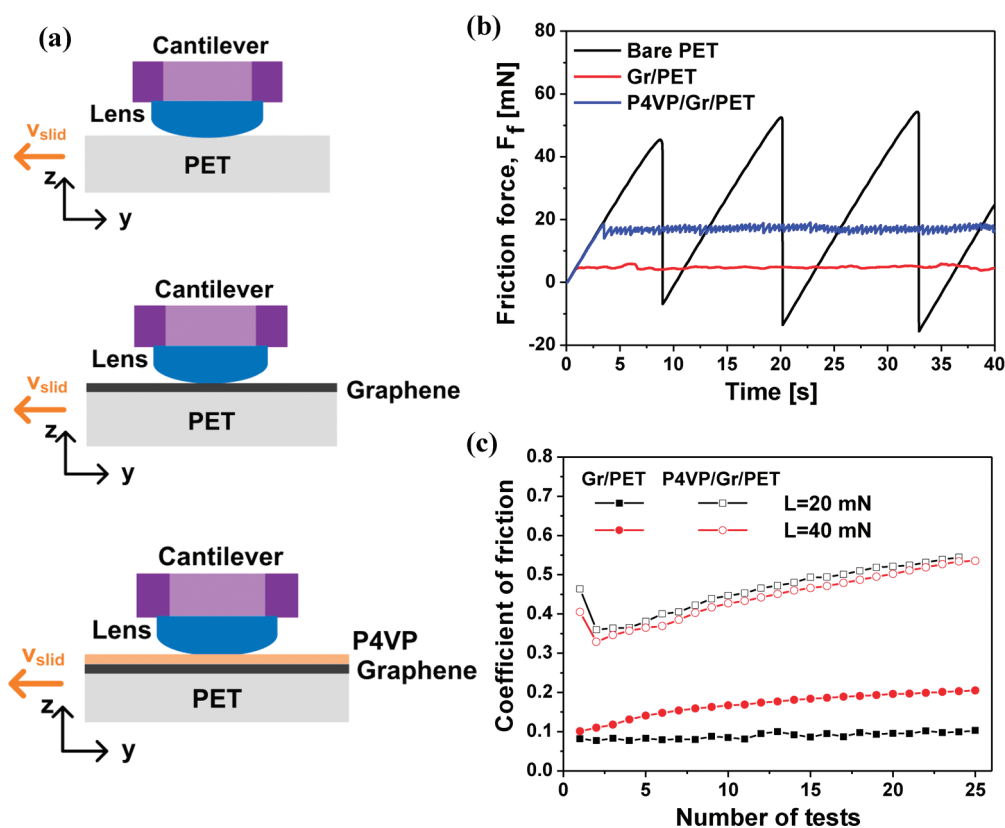 (a)
Cantilever
Lens
v_slid
PET
z
y
Cantilever
Lens
v_slid
Graphene
PET
z
y
Cantilever
Lens
P4VP
Graphene
v_slid
PET
z
y
(b)
80
60
40
20
0
-20
Friction force, F_f [mN]
Bare PET
Gr/PET
P4VP/Gr/PET
0 5 10 15 20 25 30 35 40
Time [s]
(c)
0.8
0.7
0.6
0.5
0.4
0.3
0.2
0.1
0.0
Coefficient of friction
Gr/PET P4VP/Gr/PET
L=20 mN
L=40 mN
0 5 10 15 20 25
Number of tests